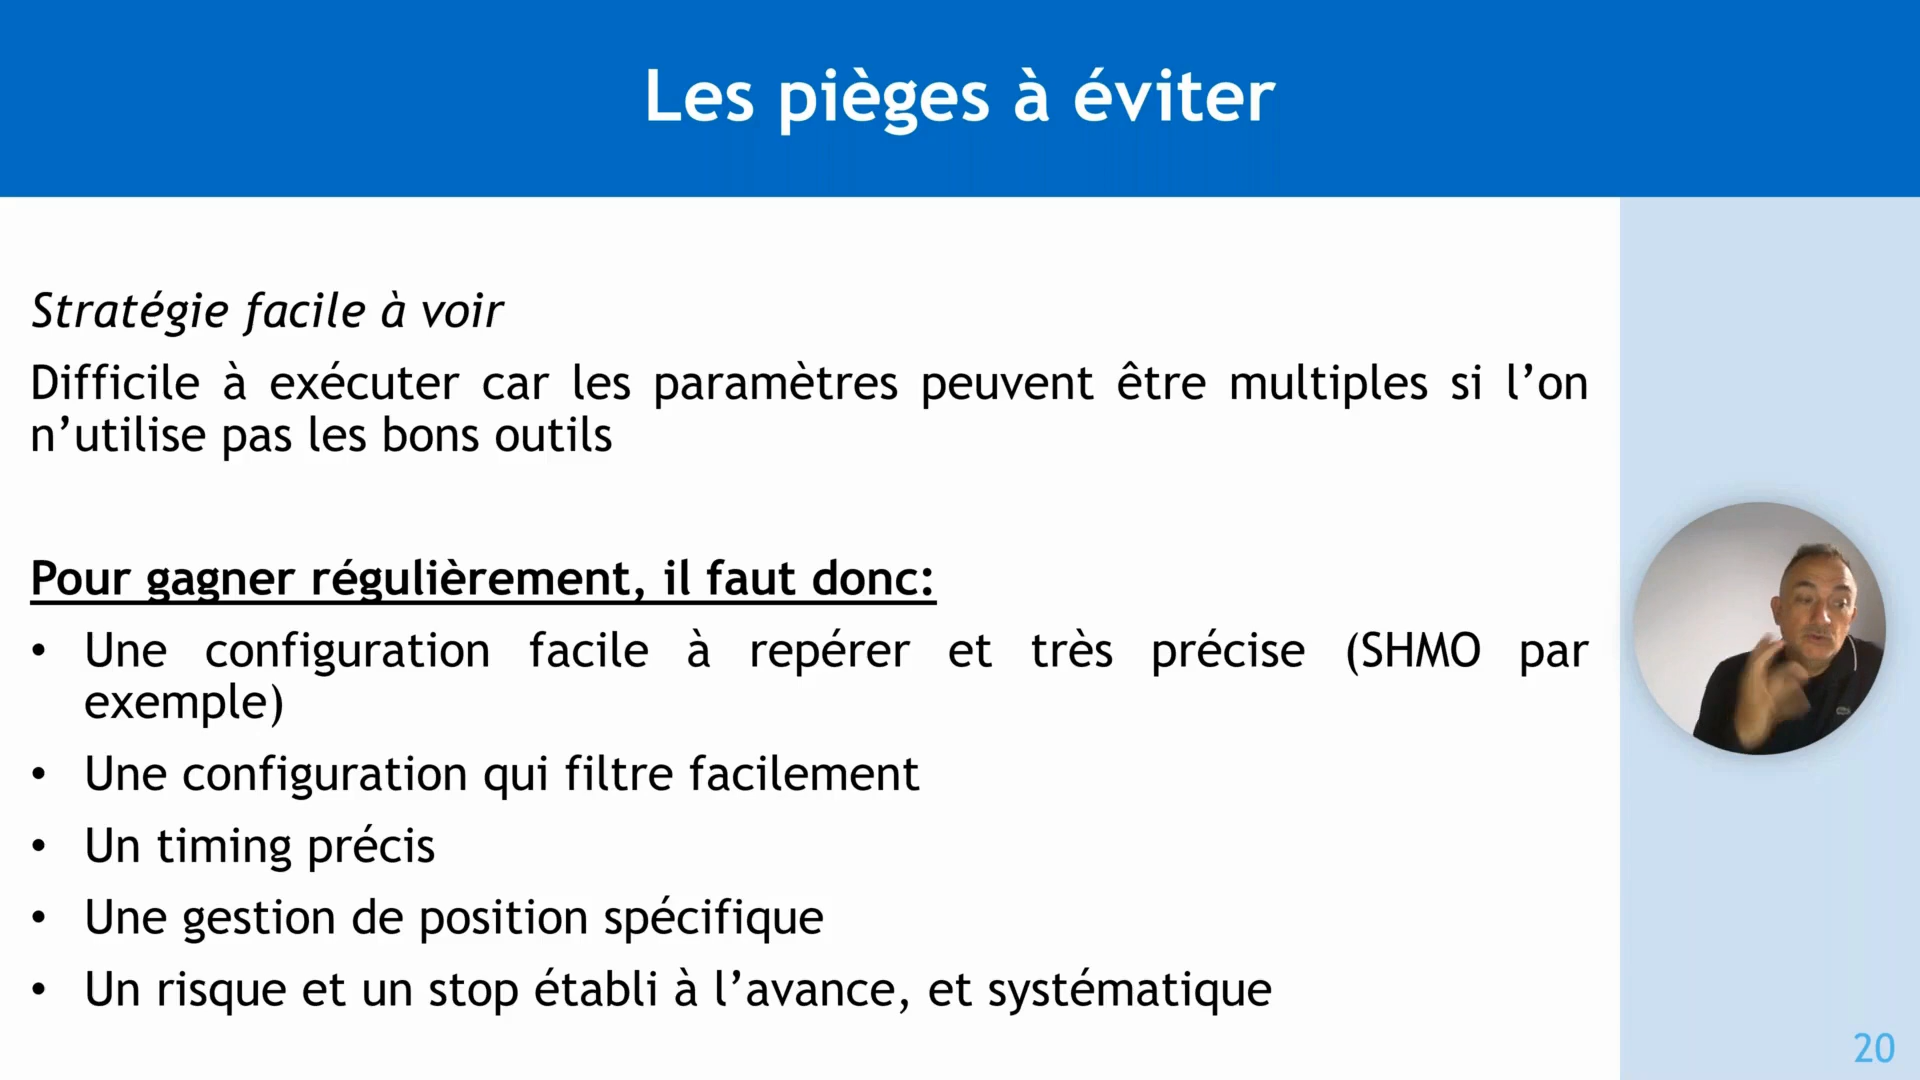 Les pièges à éviter
Stratégie facile à voir
Difficile à exécuter car les paramètres peuvent être multiples si l’on
n’utilise pas les bons outils
Pour gagner régulièrement, il faut donc:
• Une configuration facile à repérer et très précise (SHMO par
exemple)
• Une configuration qui filtre facilement
• Un timing précis
• Une gestion de position spécifique
• Un risque et un stop établi à l’avance, et systématique
20